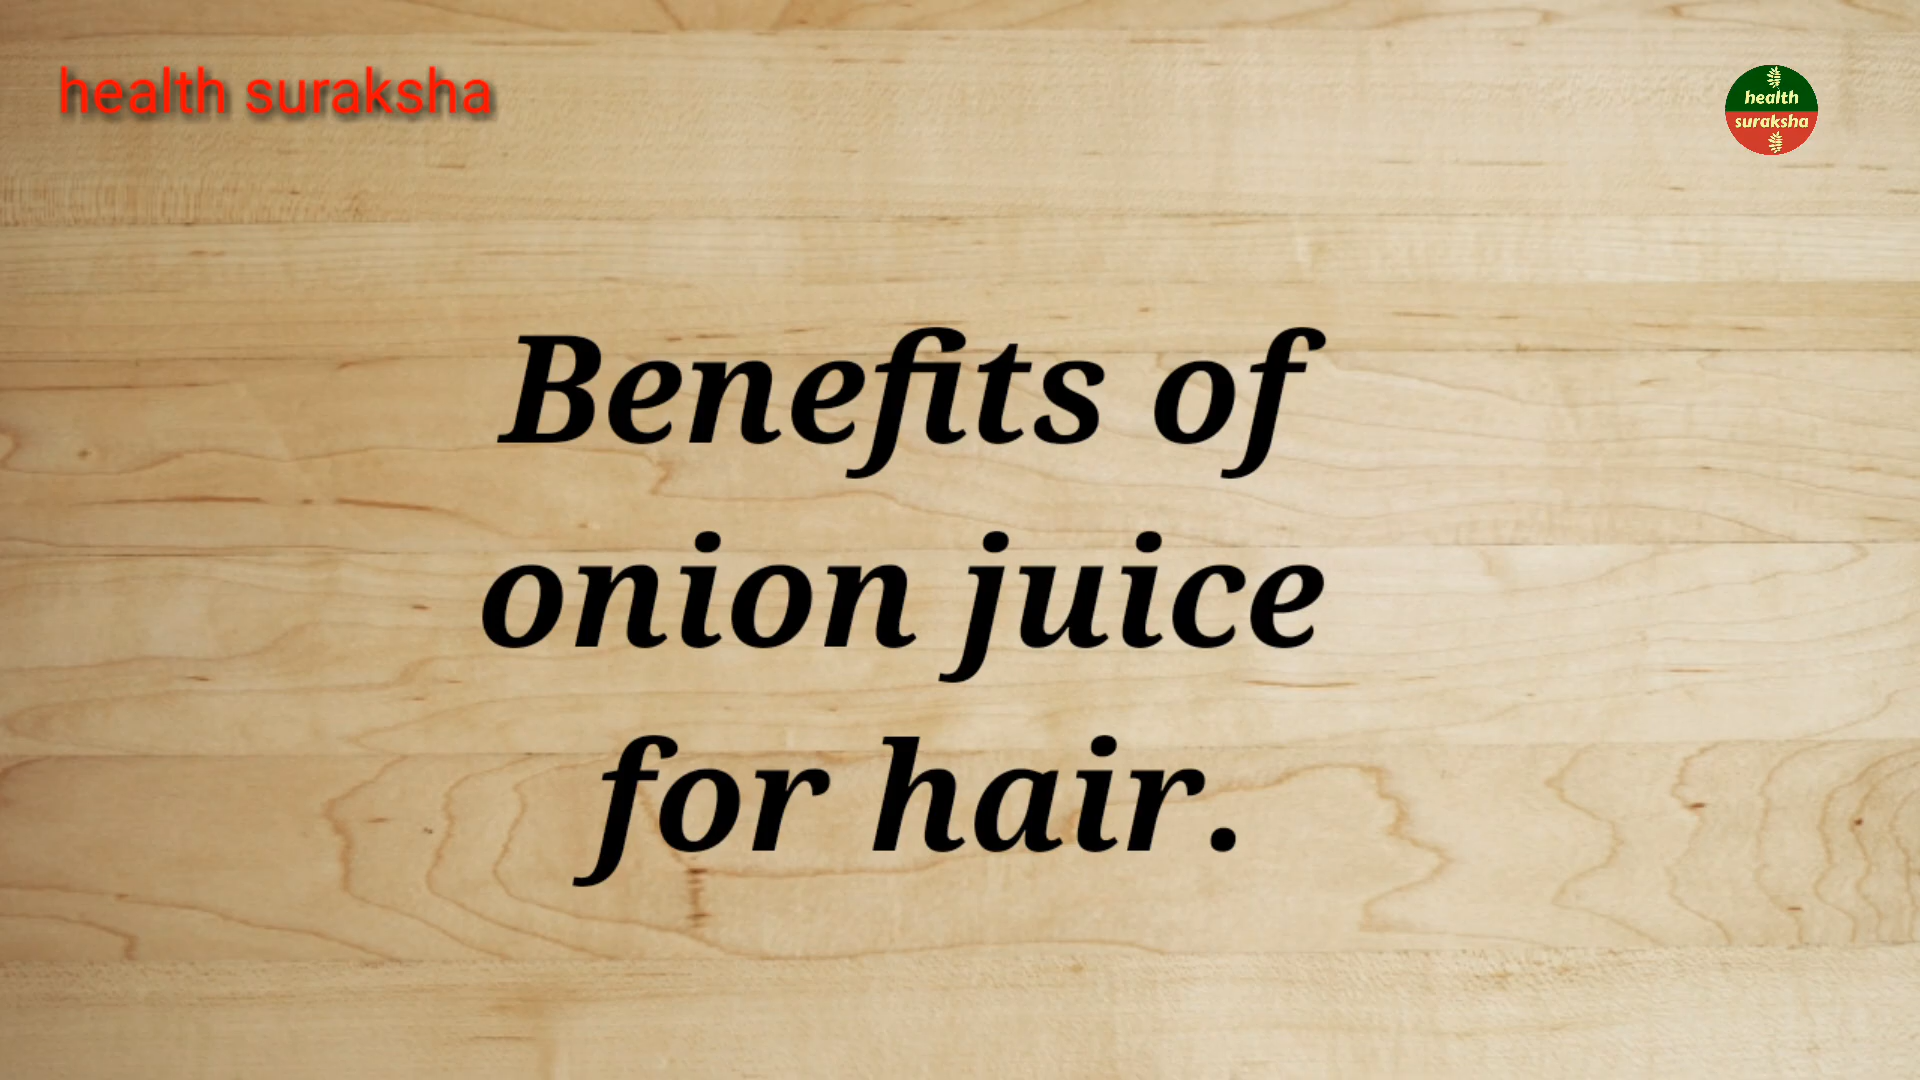 health suraksha
health
suraksha
Benefits of
onion juice
for hair.